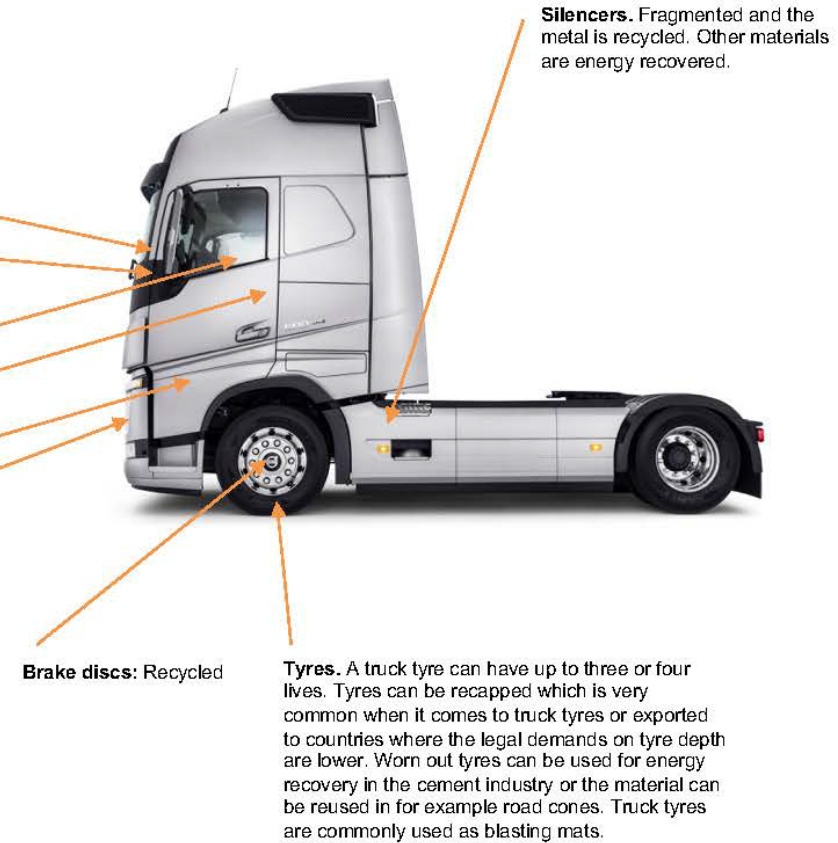 Silencers. Fragmented and the
metal is recycled. Other materials
are energy recovered.
Brake discs: Recycled
Tyres. A truck tyre can have up to three or four
lives. Tyres can be recapped which is very
common when it comes to truck tyres or exported
to countries where the legal demands on tyre depth
are lower. Worn out tyres can be used for energy
recovery in the cement industry or the material can
be reused in for example road cones. Truck tyres
are commonly used as blasting mats.